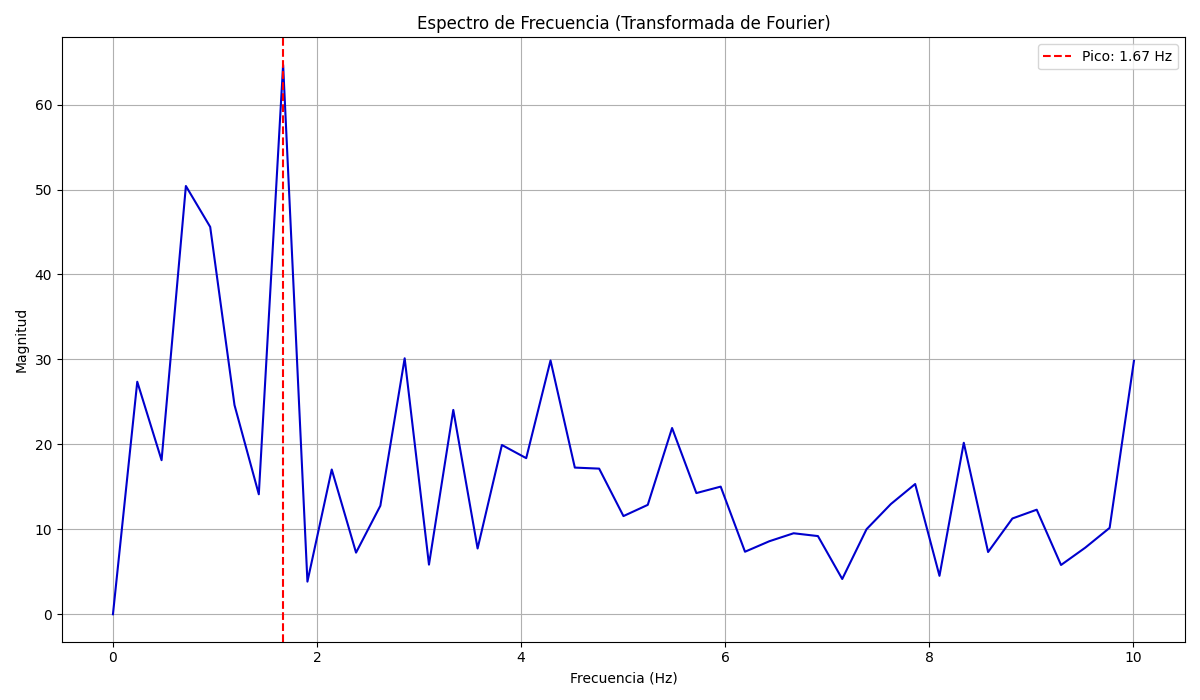 Espectro de Frecuencia (Transformada de Fourier)
Pico: 1.67 Hz
60
50
40
30
20
10
0
Magnitud
0 2 4 6 8 10
Frecuencia (Hz)